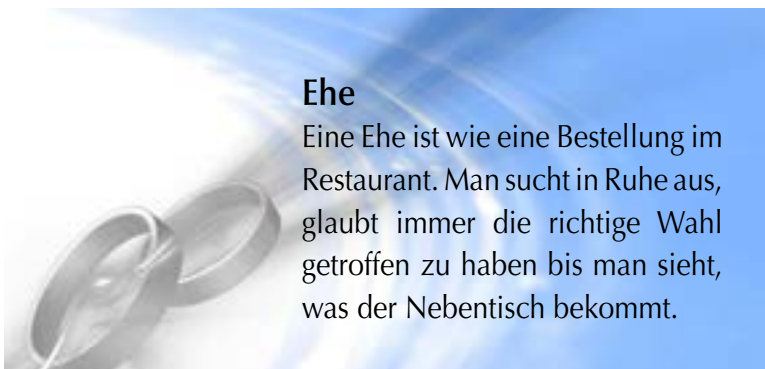 Ehe
Eine Ehe ist wie eine Bestellung im
Restaurant. Man sucht in Ruhe aus,
glaubt immer die richtige Wahl
getroffen zu haben bis man sieht,
was der Nebentisch bekommt.